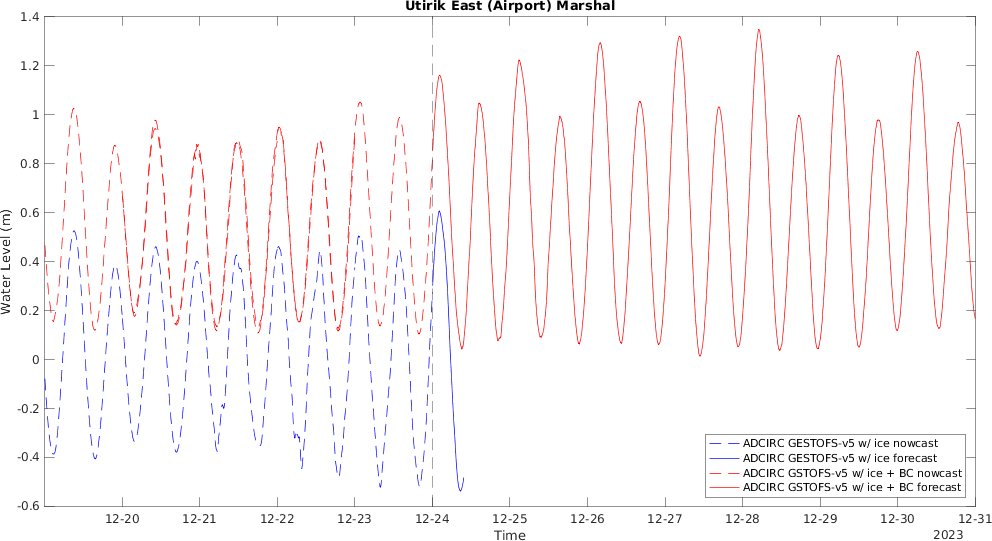 Utirik East (Airport) Marshal
1.4
1.2
1
0.8
0.6
0.4
0.2
0
-0.2
-0.4
-0.6
Water Level (m)
ADCIRC GESTOFS-v5 w/ ice nowcast
ADCIRC GESTOFS-v5 w/ ice forecast
ADCIRC GSTOFS-v5 w/ ice + BC nowcast
ADCIRC GSTOFS-v5 w/ ice + BC forecast
12-20 12-21 12-22 12-23 12-24 12-25 12-26 12-27 12-28 12-29 12-30 12-31
Time
2023